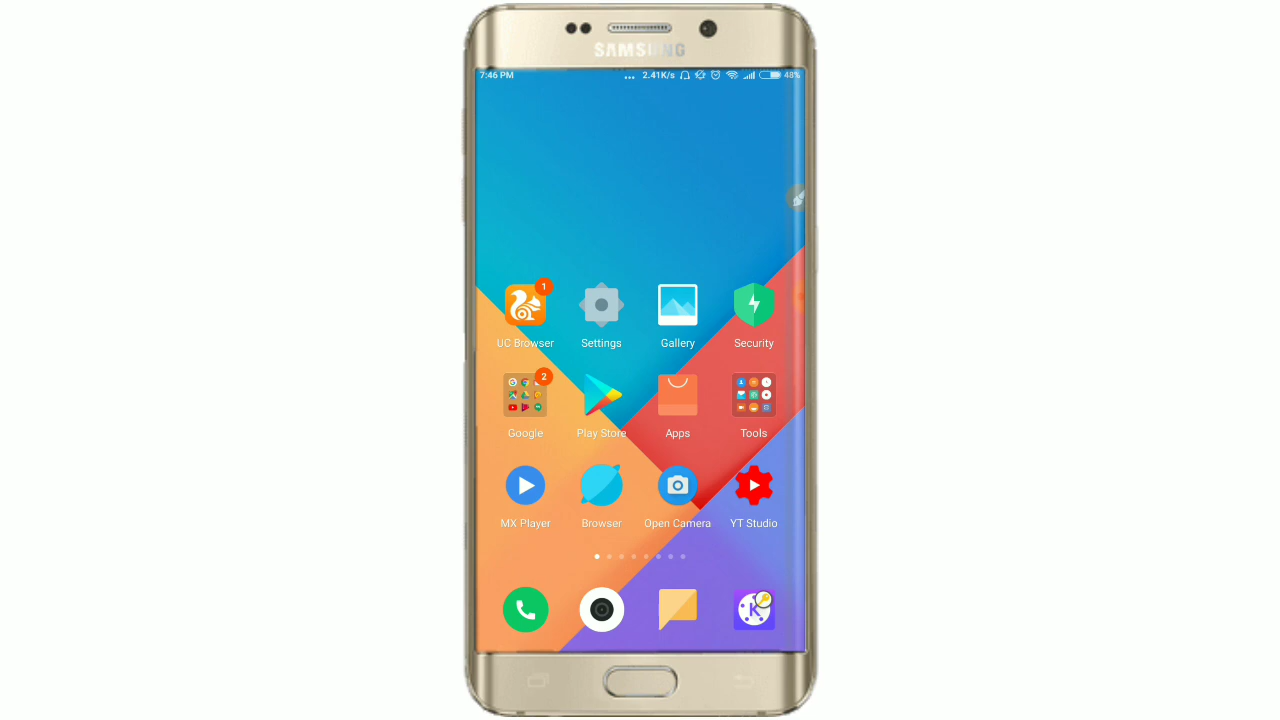 SAMSUNG
7:46 PM ... 2.41K/s 48%
1
UC Browser Settings Gallery Security
2
Google Play Store Apps Tools
MX Player Browser Open Camera YT Studio
K